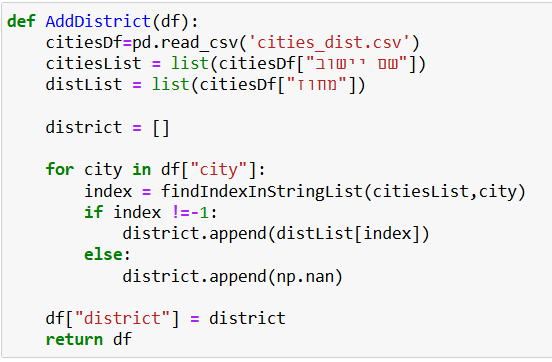 def AddDistrict(df):
    citiesDf=pd.read_csv('cities_dist.csv')
    citiesList = list(citiesDf["שם יישוב"])
    distList = list(citiesDf["מחוז"])

    district = []

    for city in df["city"]:
        index = findIndexInStringList(citiesList,city)
        if index !=-1:
            district.append(distList[index])
        else:
            district.append(np.nan)

    df["district"] = district
    return df